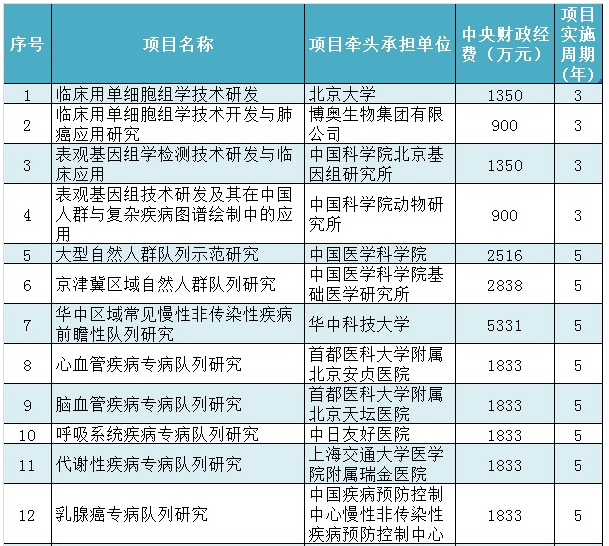 序号 项目名称 项目牵头承担单位 中央财政经费（万元） 项目实施周期(年)
1 临床用单细胞组学技术研发 北京大学 1350 3
2 临床用单细胞组学技术开发与肺癌应用研究 博奥生物集团有限公司 900 3
3 表观基因组学检测技术研发与临床应用 中国科学院北京基因组研究所 1350 3
4 表观基因组技术研发及其在中国人群与复杂疾病图谱绘制中的应用 中国科学院动物研究所 900 3
5 大型自然人群队列示范研究 中国医学科学院 2516 5
6 京津冀区域自然人群队列研究 中国医学科学院基础医学研究所 2838 5
7 华中区域常见慢性非传染性疾病前瞻性队列研究 华中科技大学 5331 5
8 心血管疾病专病队列研究 首都医科大学附属北京安贞医院 1833 5
9 脑血管疾病专病队列研究 首都医科大学附属北京天坛医院 1833 5
10 呼吸系统疾病专病队列研究 中日友好医院 1833 5
11 代谢性疾病专病队列研究 上海交通大学医学院附属瑞金医院 1833 5
12 乳腺癌专病队列研究 中国疾病预防控制中心慢性非传染性疾病预防控制中心 1833 5